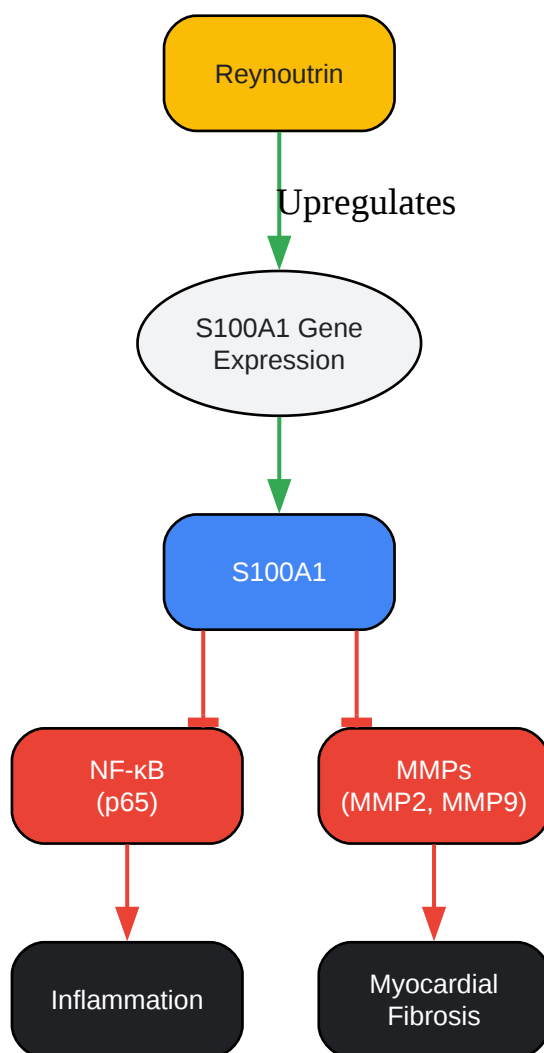 Reynoutrin
Upregulates
S100A1 Gene
Expression
S100A1
NF-κB
(p65)
MMPs
(MMP2, MMP9)
Inflammation
Myocardial
Fibrosis